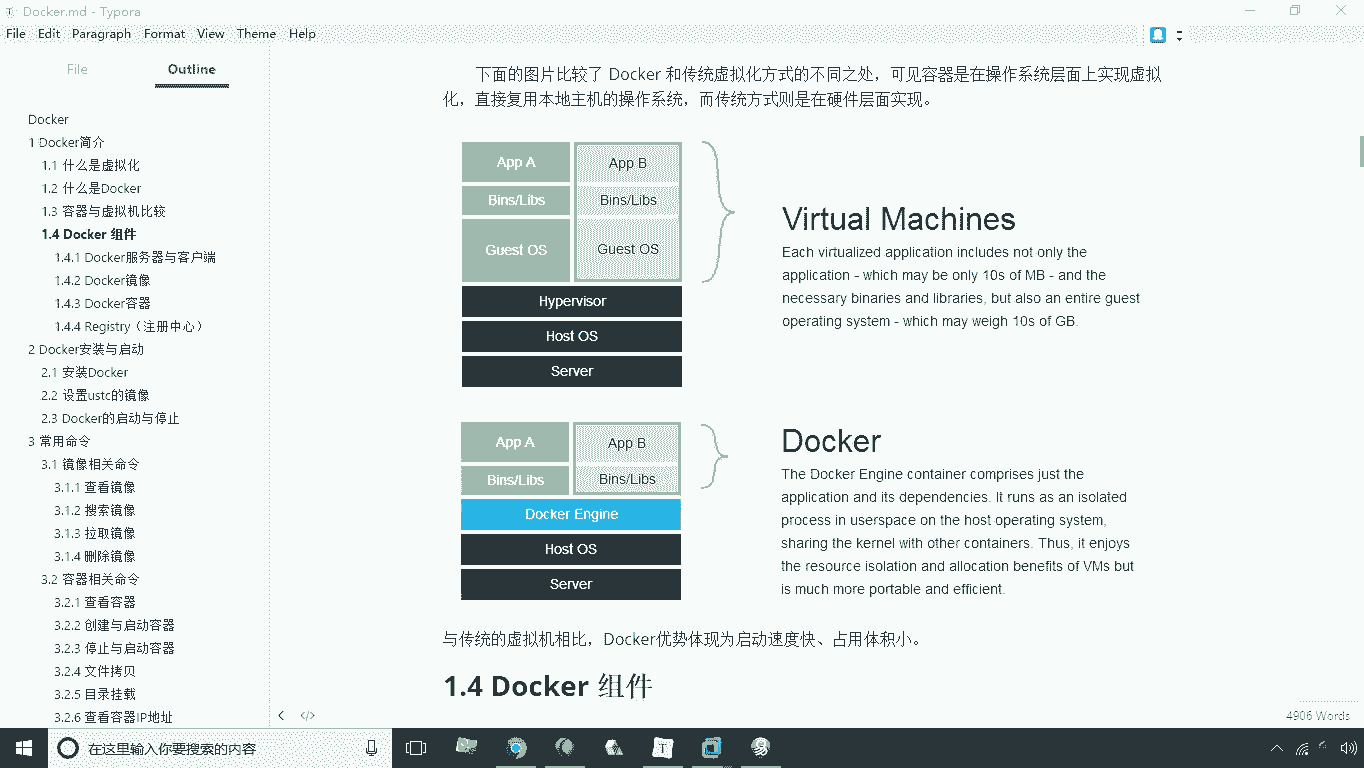 Docker.md - Typora
File Edit Paragraph Format View Theme Help
File Outline
Docker
1 Docker简介
1.1 什么是虚拟化
1.2 什么是Docker
1.3 容器与虚拟机比较
1.4 Docker 组件
1.4.1 Docker服务器与客户端
1.4.2 Docker镜像
1.4.3 Docker容器
1.4.4 Registry（注册中心）
2 Docker安装与启动
2.1 安装Docker
2.2 设置ustc的镜像
2.3 Docker的启动与停止
3 常用命令
3.1 镜像相关命令
3.1.1 查看镜像
3.1.2 搜索镜像
3.1.3 拉取镜像
3.1.4 删除镜像
3.2 容器相关命令
3.2.1 查看容器
3.2.2 创建与启动容器
3.2.3 停止与启动容器
3.2.4 文件拷贝
3.2.5 目录挂载
3.2.6 查看容器IP地址
下面的图片比较了 Docker 和传统虚拟化方式的不同之处，可见容器是在操作系统层面上实现虚拟
化，直接复用本地主机的操作系统，而传统方式则是在硬件层面实现。
App A App B
Bins/Libs Bins/Libs
Guest OS Guest OS
Hypervisor
Host OS
Server
Virtual Machines
Each virtualized application includes not only the
application - which may be only 10s of MB - and the
necessary binaries and libraries, but also an entire guest
operating system - which may weigh 10s of GB.
App A App B
Bins/Libs Bins/Libs
Docker Engine
Host OS
Server
Docker
The Docker Engine container comprises just the
application and its dependencies. It runs as an isolated
process in userspace on the host operating system,
sharing the kernel with other containers. Thus, it enjoys
the resource isolation and allocation benefits of VMs but
is much more portable and efficient.
与传统的虚拟机相比，Docker优势体现为启动速度快、占用体积小。
1.4 Docker 组件
4906 Words
在这里输入你要搜索的内容